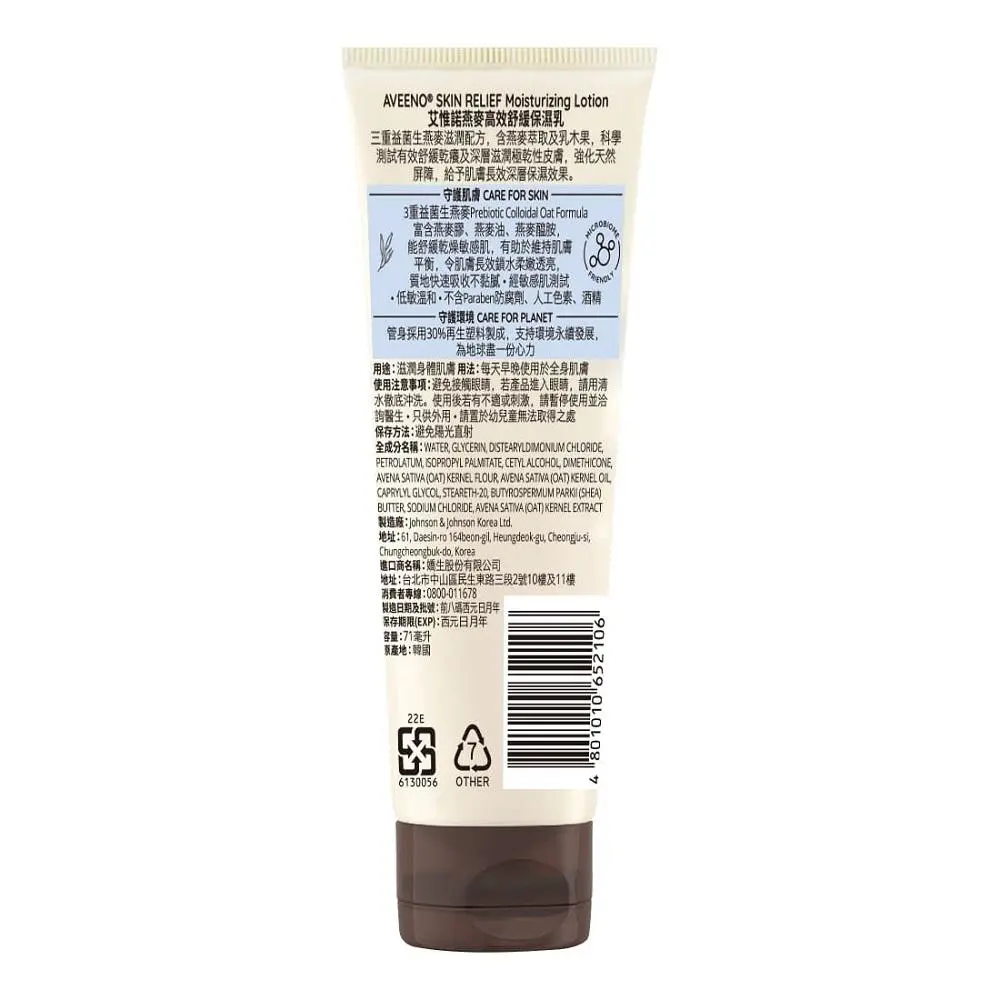 AVEENO® SKIN RELIEF Moisturizing Lotion
艾惟諾燕麥高效舒緩保濕乳
三重益菌生燕麥滋潤配方，含燕麥萃取及乳木果，科學
測試有效舒緩乾癢及深層滋潤極乾性皮膚，強化天然
屏障，給予肌膚長效深層保濕效果。
守護肌膚 CARE FOR SKIN
3重益菌生燕麥Prebiotic Colloidal Oat Formula
富含燕麥膠、燕麥油、燕麥醯胺，
能舒緩乾燥敏感肌，有助於維持肌膚
平衡，令肌膚長效鎖水柔嫩透亮，
質地快速吸收不黏膩・經敏感肌測試
・低敏溫和・不含Paraben防腐劑、人工色素、酒精
MICROBIOME
FRIENDLY
守護環境 CARE FOR PLANET
管身採用30%再生塑料製成，支持環境永續發展，
為地球盡一份心力
用途：滋潤身體肌膚 用法：每天早晚使用於全身肌膚
使用注意事項：避免接觸眼睛，若產品進入眼睛，請用清
水徹底沖洗。使用後若有不適或刺激，請暫停使用並洽
詢醫生・只供外用・請置於幼兒童無法取得之處
保存方法：避免陽光直射
全成分名稱：WATER, GLYCERIN, DISTEARYLDIMONIUM CHLORIDE,
PETROLATUM, ISOPROPYL PALMITATE, CETYL ALCOHOL, DIMETHICONE,
AVENA SATIVA (OAT) KERNEL FLOUR, AVENA SATIVA (OAT) KERNEL OIL,
CAPRYLYL GLYCOL, STEARETH-20, BUTYROSPERMUM PARKII (SHEA)
BUTTER, SODIUM CHLORIDE, AVENA SATIVA (OAT) KERNEL EXTRACT
製造廠：Johnson & Johnson Korea Ltd.
地址：61, Daesin-ro 164beon-gil, Heungdeok-gu, Cheongju-si,
Chungcheongbuk-do, Korea
進口商名稱：嬌生股份有限公司
地址：台北市中山區民生東路三段2號10樓及11樓
消費者專線：0800-011678
製造日期及批號：前八碼西元日月年
保存期限(EXP)：西元日月年
容量：71毫升
原產地：韓國
22E
6130056
7
OTHER
4 801010 652106